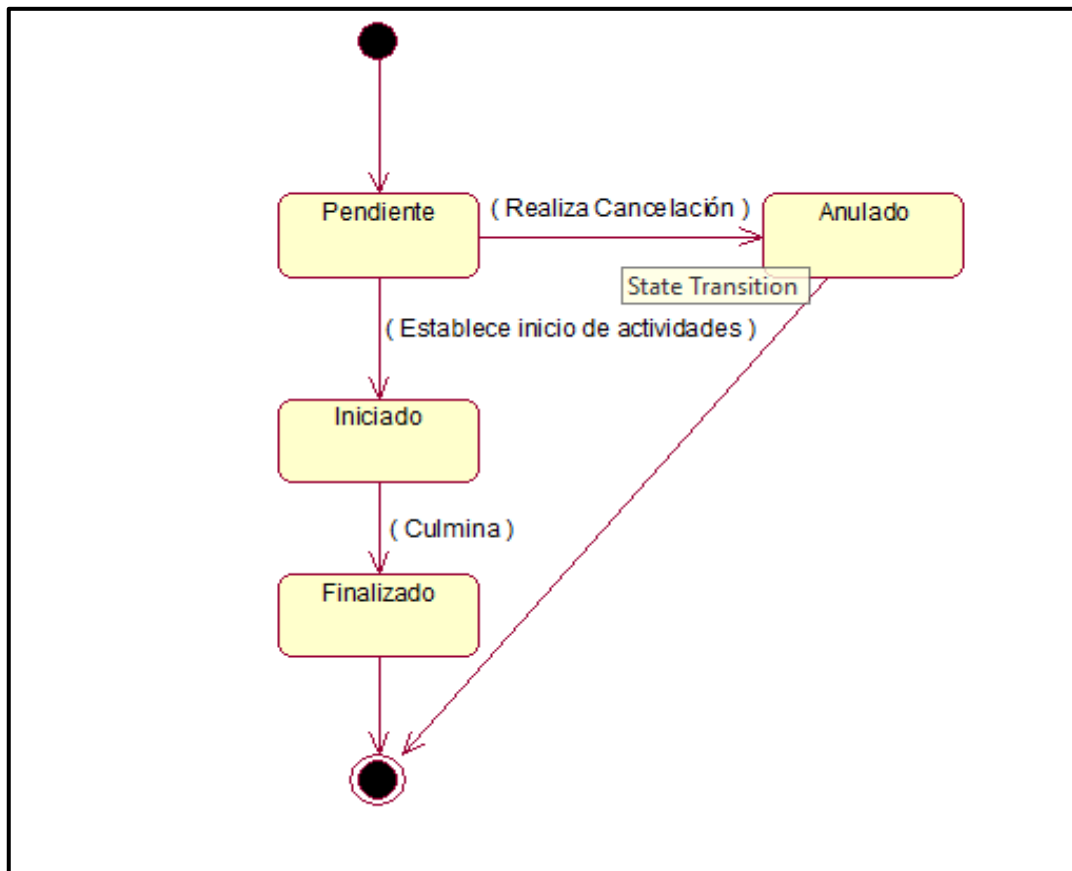 Pendiente
( Realiza Cancelación )
Anulado
State Transition
( Establece inicio de actividades )
Iniciado
( Culmina )
Finalizado